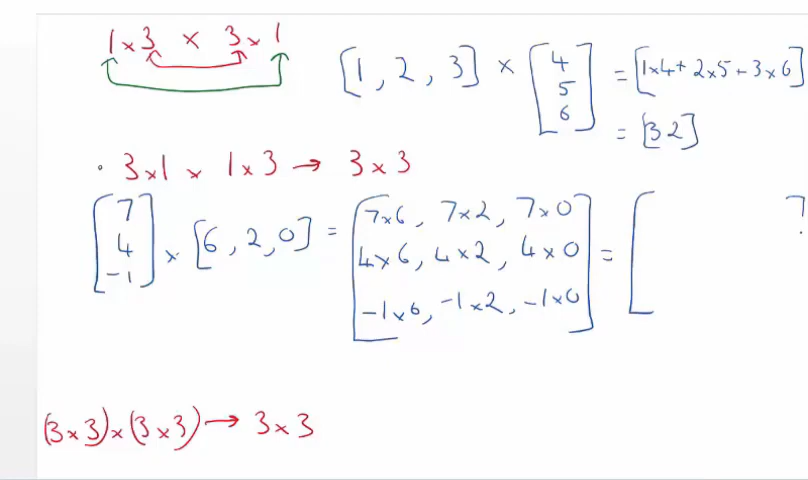 1×3 × 3×1
[1, 2, 3] × [4 5 6] = [1×4+ 2×5+3×6]
= [32]
· 3×1 × 1×3 → 3×3
[7 4 -1] × [6, 2, 0] = [7×6, 7×2, 7×0
4×6, 4×2, 4×0
-1×6, -1×2, -1×0] = [
(3×3)×(3×3) → 3×3